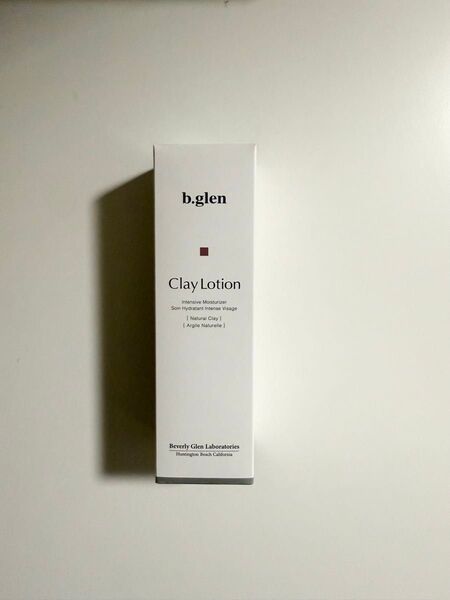 b.glen
Clay Lotion
Intensive Moisturizer
Soin Hydratant Intense Visage
[ Natural Clay ]
[ Argile Naturelle ]
Beverly Glen Laboratories
Huntington Beach California